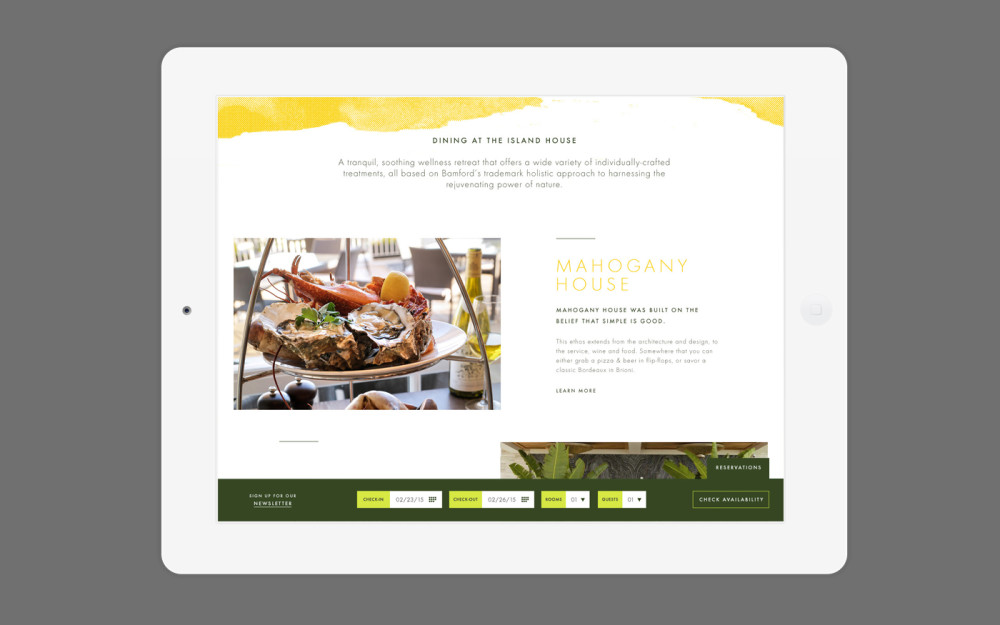 DINING AT THE ISLAND HOUSE
A tranquil, soothing wellness retreat that offers a wide variety of individually-crafted
treatments, all based on Bamford's trademark holistic approach to harnessing the
rejuvenating power of nature.
MAHOGANY
HOUSE
MAHOGANY HOUSE WAS BUILT ON THE
BELIEF THAT SIMPLE IS GOOD.
This ethos extends from the architecture and design, to
the service, wine and food. Somewhere that you can
either grab a pizza & beer in flip-flops, or savor a
classic Bordeaux in Brioni.
LEARN MORE
RESERVATIONS
SIGN UP FOR OUR
NEWSLETTER
CHECK-IN 02/23/15
CHECK-OUT 02/26/15
ROOMS 01
GUESTS 01
CHECK AVAILABILITY